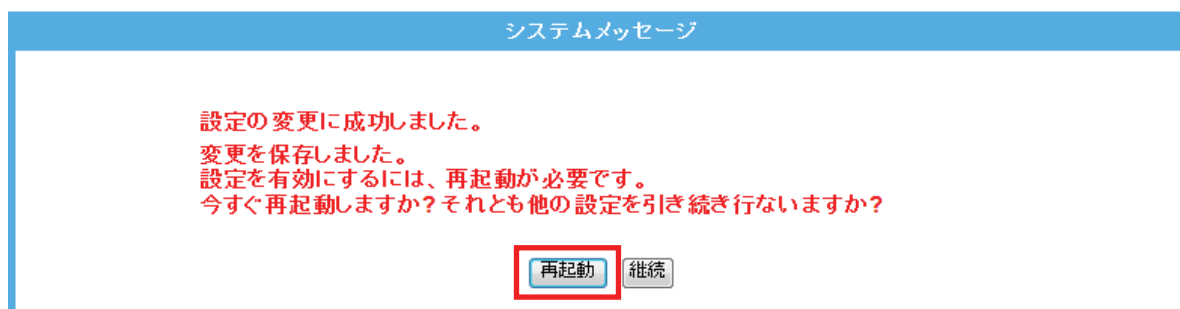 システムメッセージ
設定の変更に成功しました。
変更を保存しました。
設定を有効にするには、再起動が必要です。
今すぐ再起動しますか?それとも他の設定を引き続き行ないますか?
再起動 継続